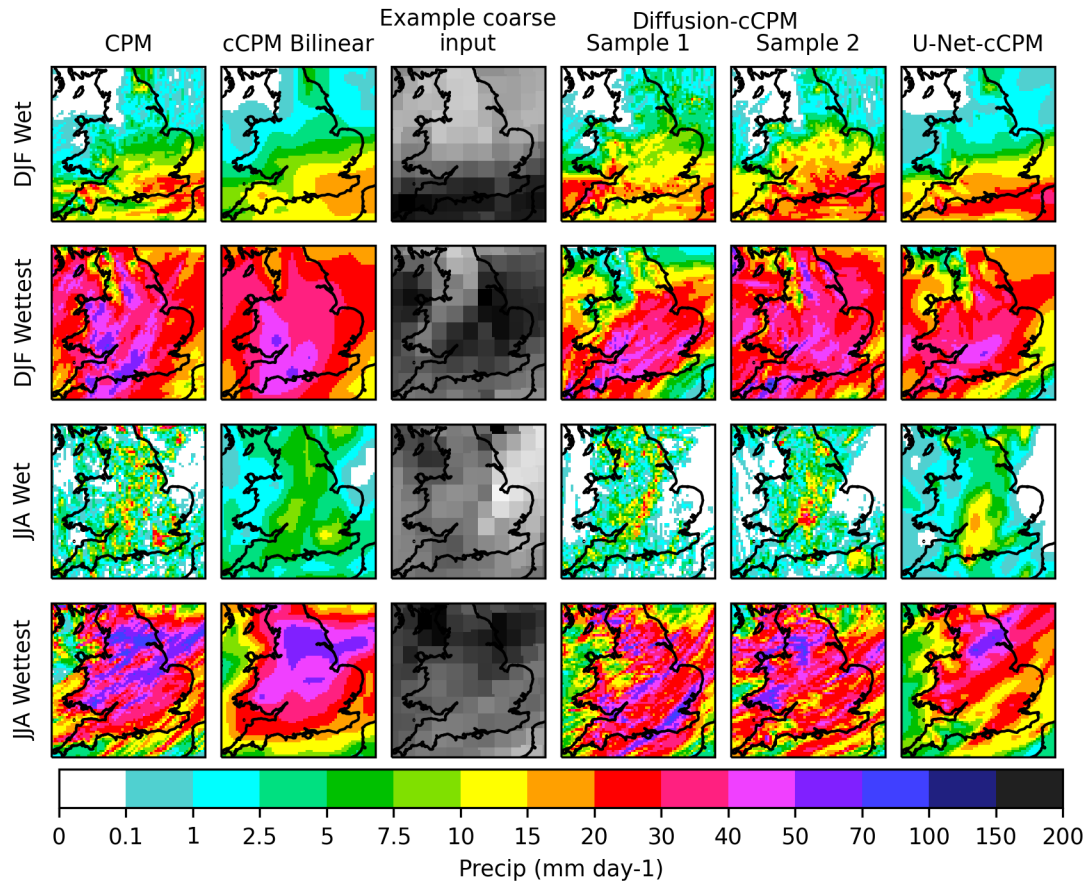 CPM
cCPM Bilinear
Example coarse
input
Diffusion-cCPM
Sample 1
Sample 2
U-Net-cCPM
DJF Wet
DJF Wettest
JJA Wet
JJA Wettest
0 0.1 1 2.5 5 7.5 10 15 20 30 40 50 70 100 150 200
Precip (mm day-1)